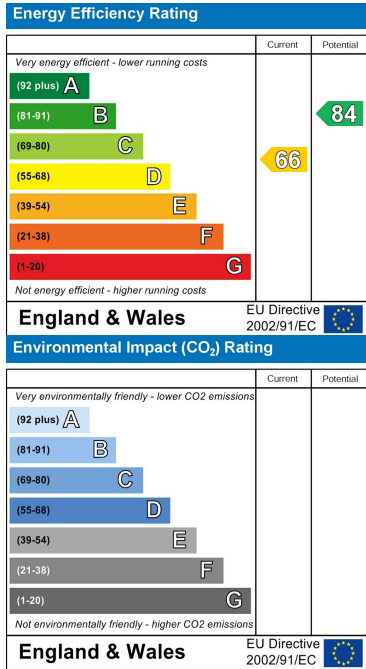 Energy Efficiency Rating
Current Potential
Very energy efficient - lower running costs
(92 plus) A
(81-91) B
84
(69-80) C
66
(55-68) D
(39-54) E
(21-38) F
(1-20) G
Not energy efficient - higher running costs
England & Wales
EU Directive
2002/91/EC
Environmental Impact (CO₂) Rating
Current Potential
Very environmentally friendly - lower CO2 emissions
(92 plus) A
(81-91) B
(69-80) C
(55-68) D
(39-54) E
(21-38) F
(1-20) G
Not environmentally friendly - higher CO2 emissions
England & Wales
EU Directive
2002/91/EC